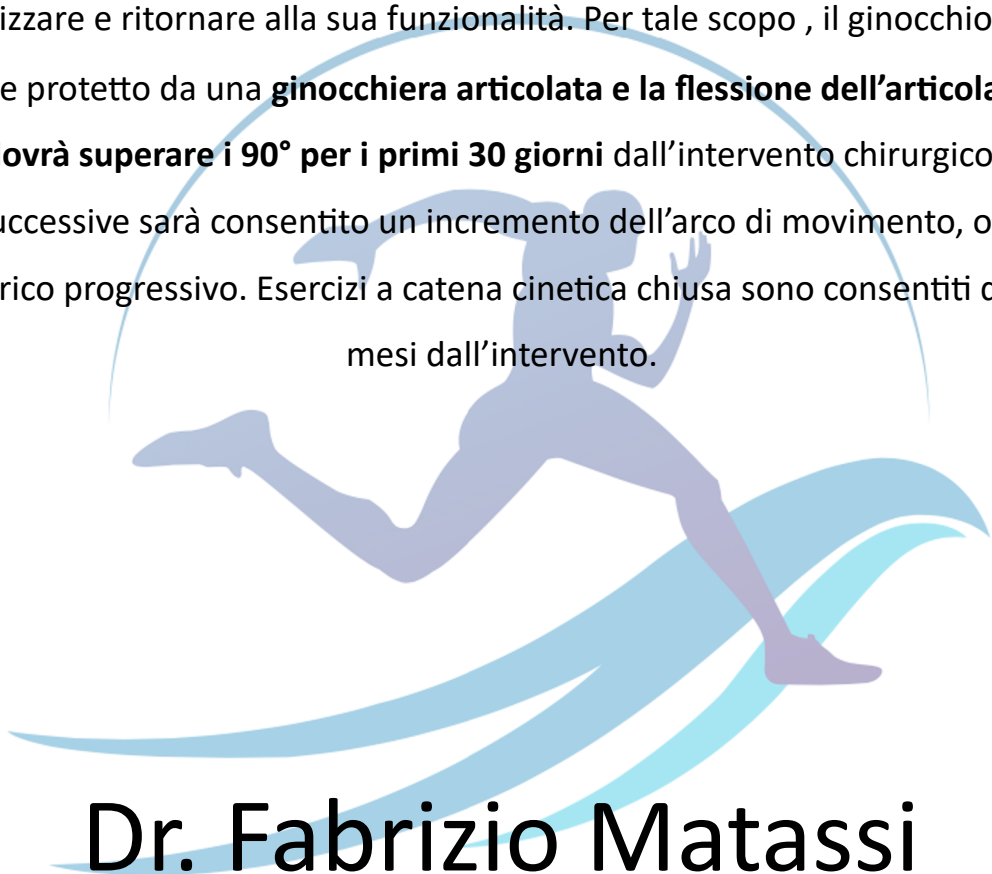 izzare e ritornare alla sua funzionalità. Per tale scopo , il ginocchio
e protetto da una ginocchiera articolata e la flessione dell’articola
ovrà superare i 90° per i primi 30 giorni dall’intervento chirurgico
uccessive sarà consentito un incremento dell’arco di movimento, o
rico progressivo. Esercizi a catena cinetica chiusa sono consentiti d
mesi dall’intervento.
Dr. Fabrizio Matassi